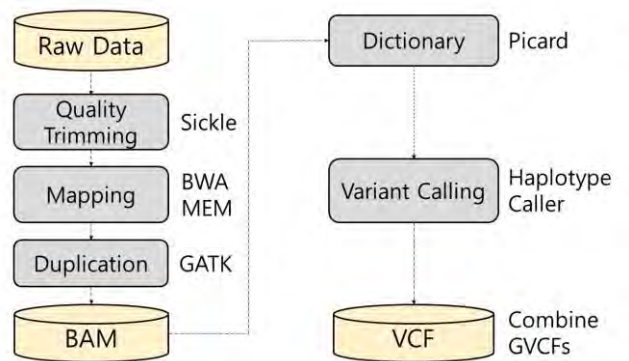 Raw Data
Quality
Trimming
Sickle
Mapping
BWA
MEM
Duplication
GATK
BAM
Dictionary
Picard
Variant Calling
Haplotype
Caller
VCF
Combine
GVCFs